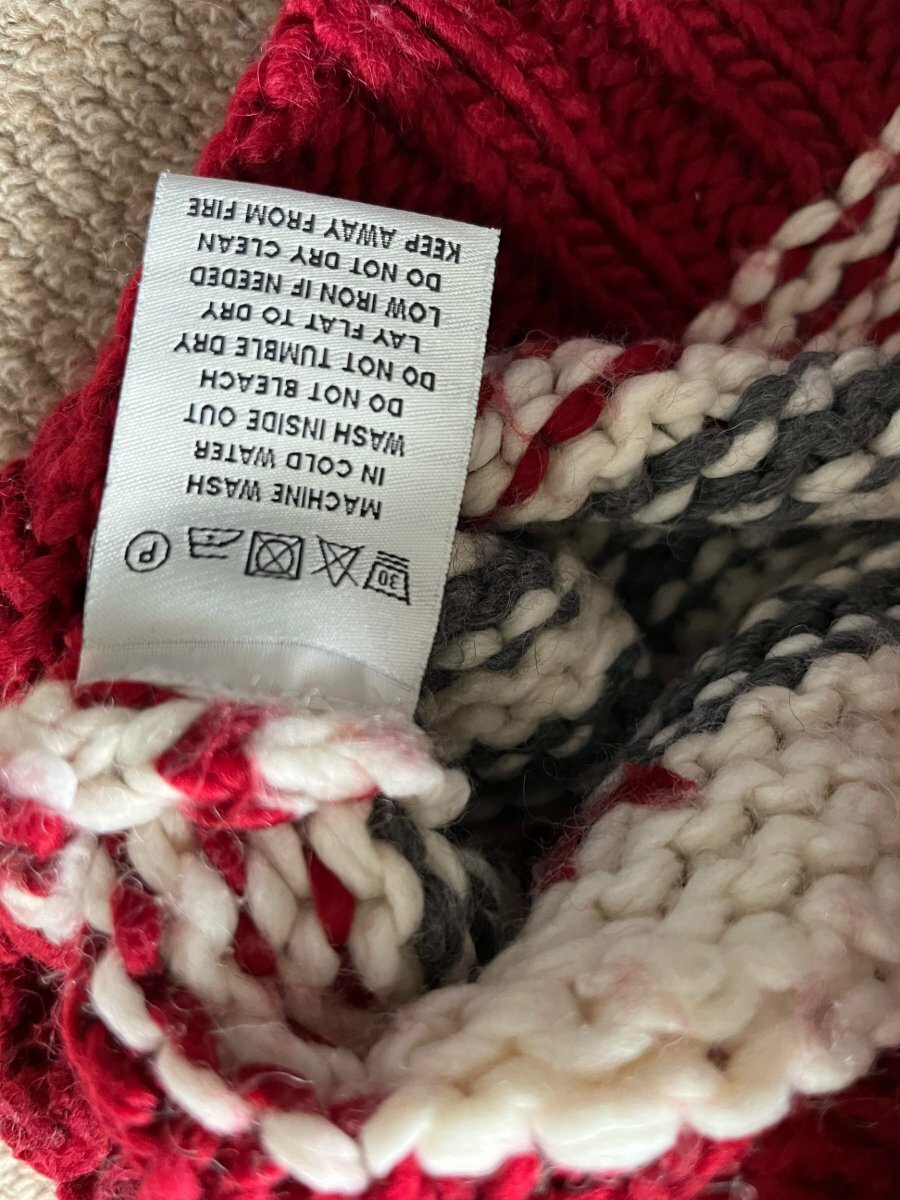 30 P
MACHINE WASH
IN COLD WATER
WASH INSIDE OUT
DO NOT BLEACH
DO NOT TUMBLE DRY
LAY FLAT TO DRY
LOW IRON IF NEEDED
DO NOT DRY CLEAN
KEEP AWAY FROM FIRE